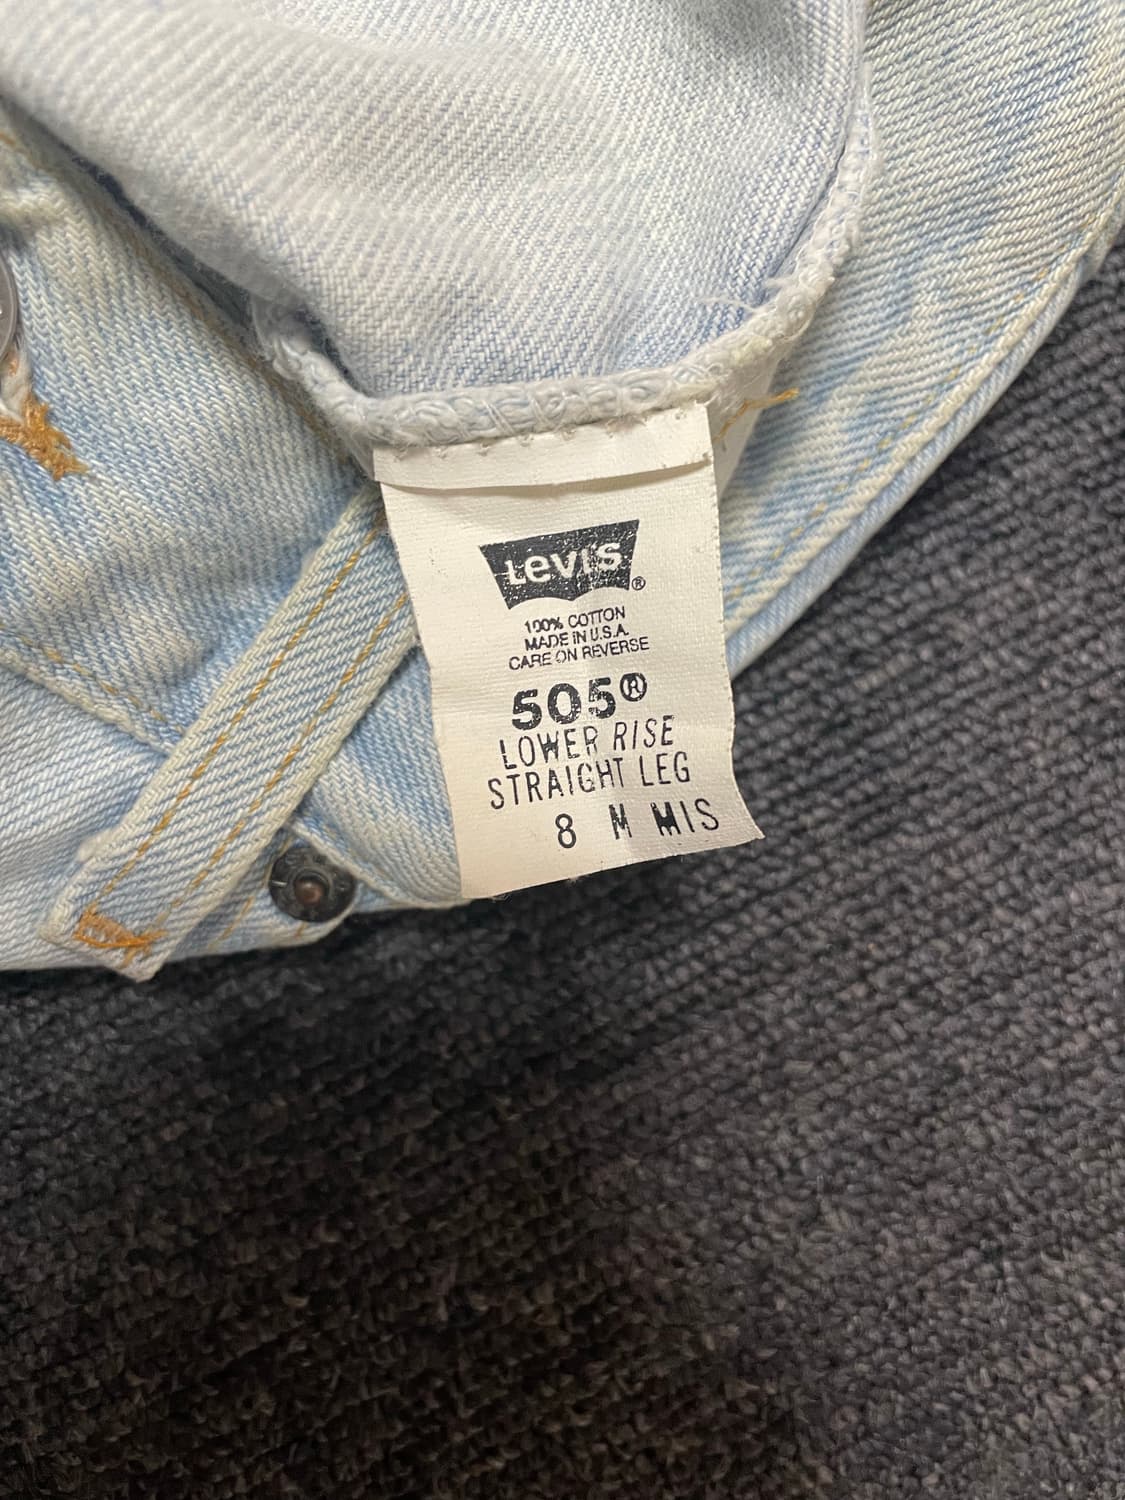 LEVI'S®
100% COTTON
MADE IN U.S.A.
CARE ON REVERSE
505®
LOWER RISE
STRAIGHT LEG
8 M MIS